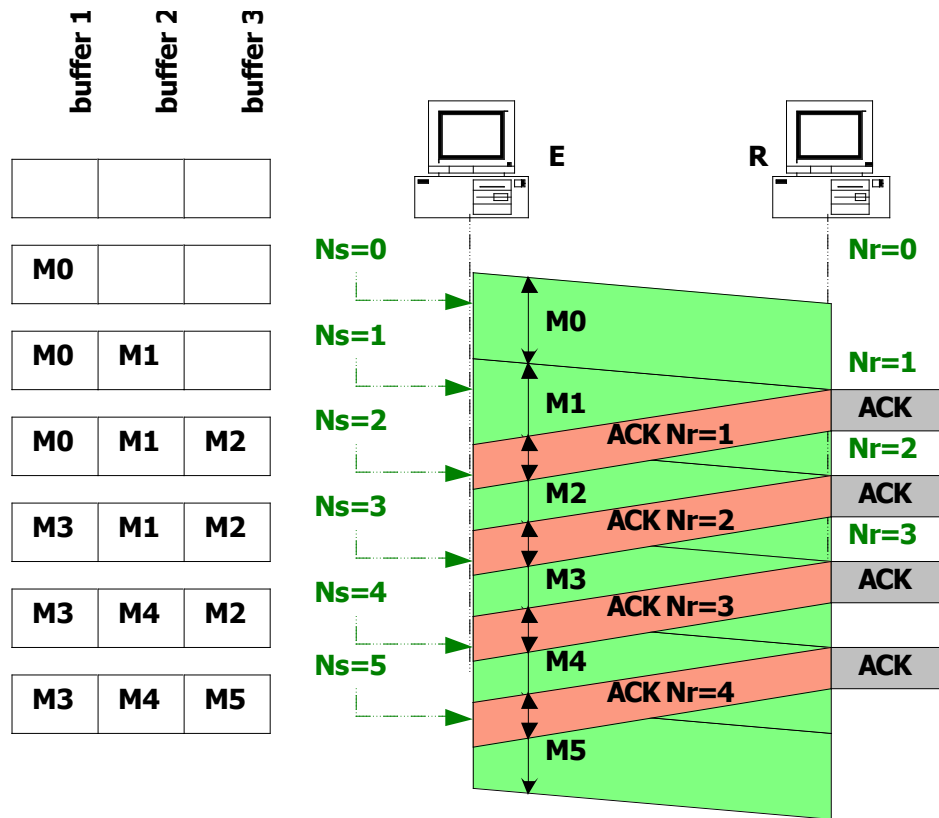 buffer 1
buffer 2
buffer 3
E
R
Ns=0
Nr=0
M0
M0
Ns=1
Nr=1
M0 M1
M1
ACK
Ns=2
ACK Nr=1
Nr=2
M0 M1 M2
M2
ACK
Ns=3
ACK Nr=2
Nr=3
M3 M1 M2
M3
ACK
Ns=4
ACK Nr=3
M3 M4 M2
M4
ACK
Ns=5
ACK Nr=4
M3 M4 M5
M5